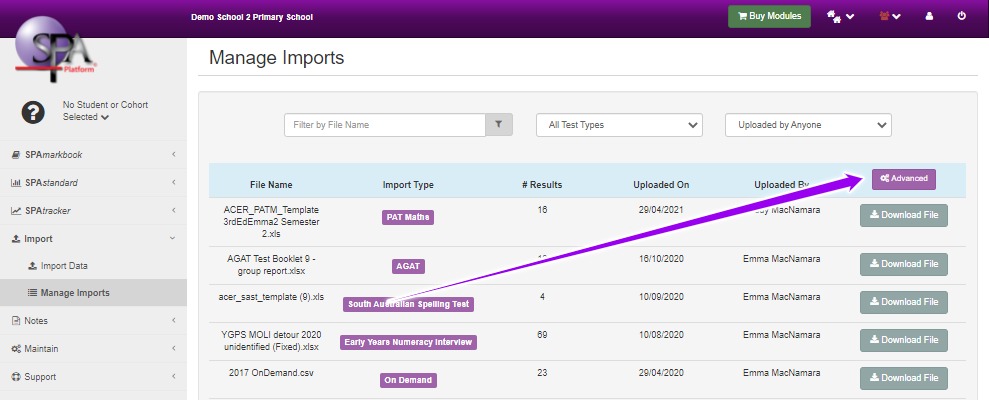 Demo School 2 Primary School
Buy Modules
SPA
Platform
Manage Imports
No Student or Cohort
Selected
Filter by File Name
All Test Types
Uploaded by Anyone
SPAmarkbook
SPAstandard
SPAtracker
Import
Import Data
Manage Imports
Notes
Maintain
Support
File Name Import Type # Results Uploaded On Uploaded By Advanced
ACER_PATM_Template
3rdEdEmma2 Semester
2.xls
PAT Maths 16 29/04/2021 MacNamara Download File
AGAT Test Booklet 9 -
group report.xlsx
AGAT 16/10/2020 Emma MacNamara Download File
acer_sast_template (9).xls South Australian Spelling Test 4 10/09/2020 Emma MacNamara Download File
YGPS MOLI detour 2020
unidentified (Fixed).xlsx
Early Years Numeracy Interview 69 10/08/2020 Emma MacNamara Download File
2017 OnDemand.csv On Demand 23 29/04/2020 Emma MacNamara Download File